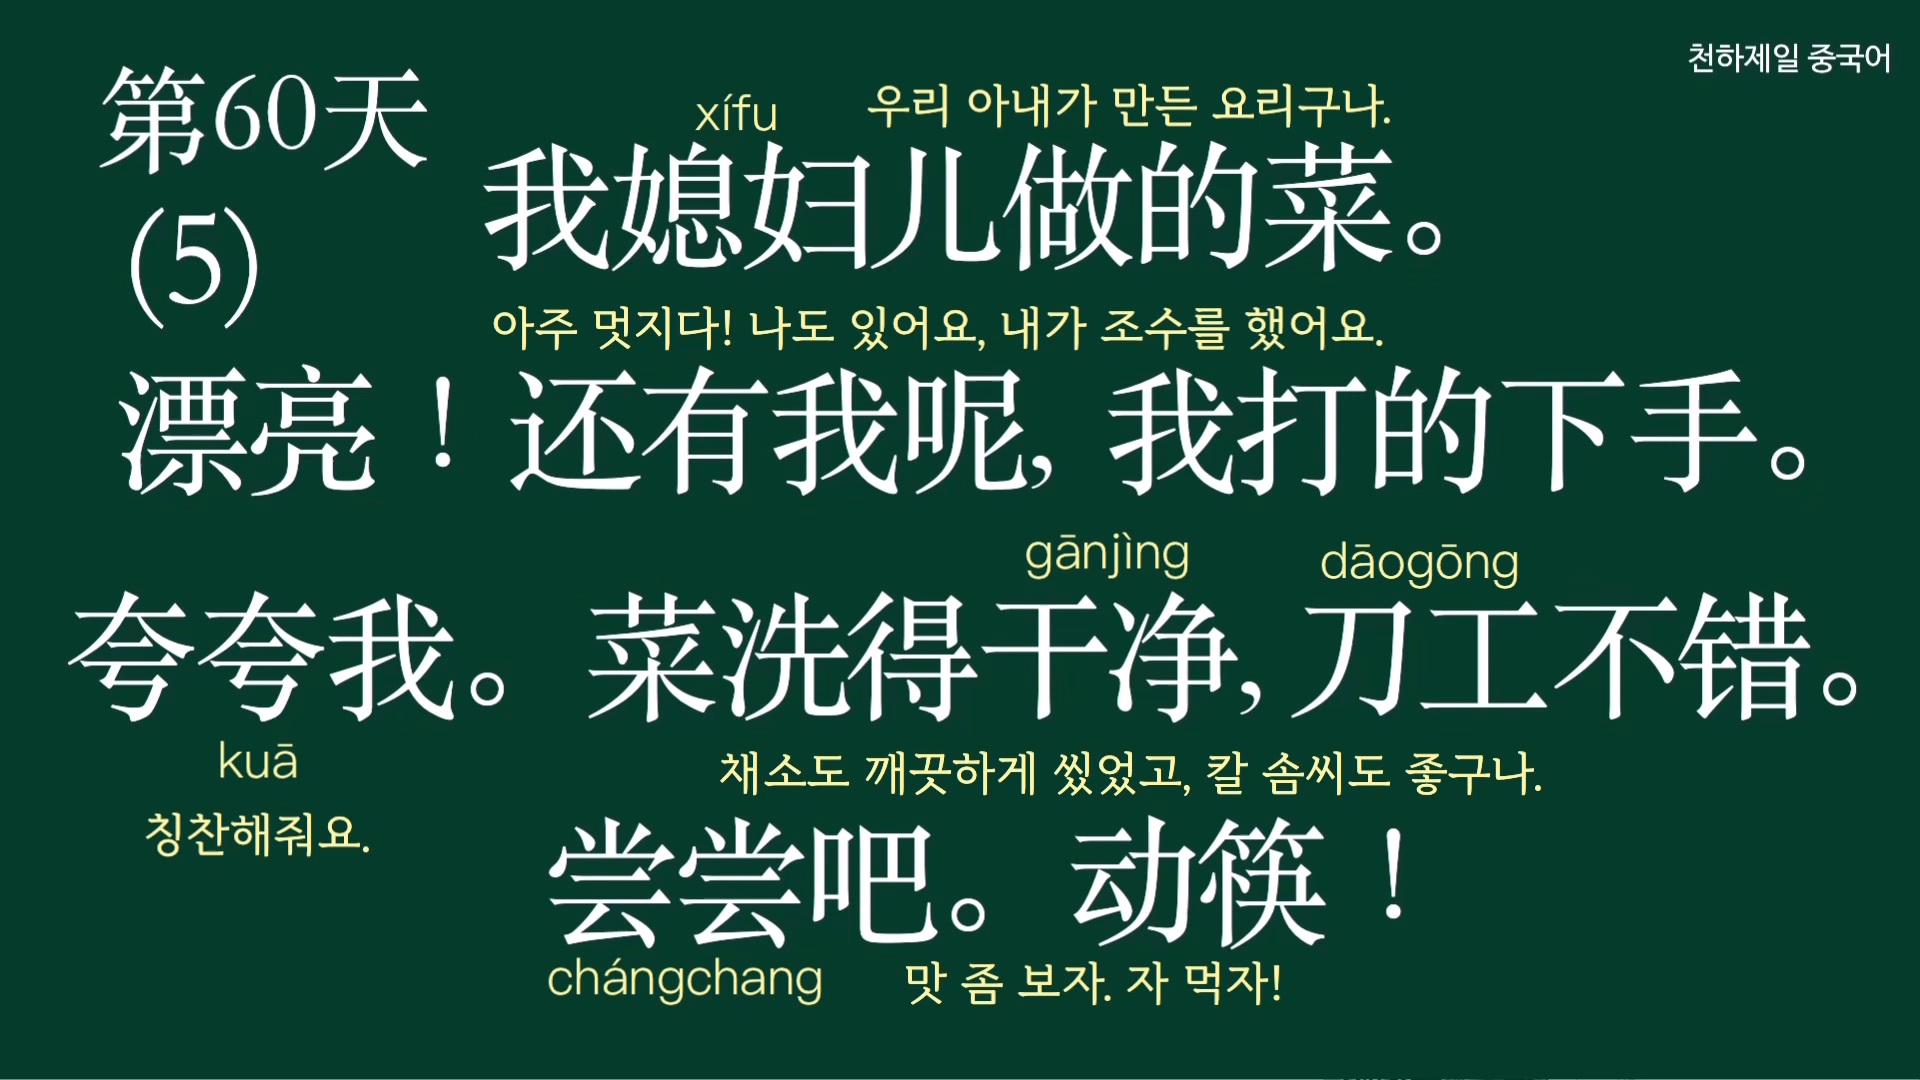 천하제일 중국어
第60天
(5)
xífu
우리 아내가 만든 요리구나.
我媳妇儿做的菜。
아주 멋지다! 나도 있어요, 내가 조수를 했어요.
漂亮！还有我呢, 我打的下手。
gānjìng
dāogōng
夸夸我。 菜洗得干净, 刀工不错。
kuā
칭찬해줘요.
채소도 깨끗하게 씼었고, 칼 솜씨도 좋구나.
尝尝吧。动筷！
chángchang
맛 좀 보자. 자 먹자!